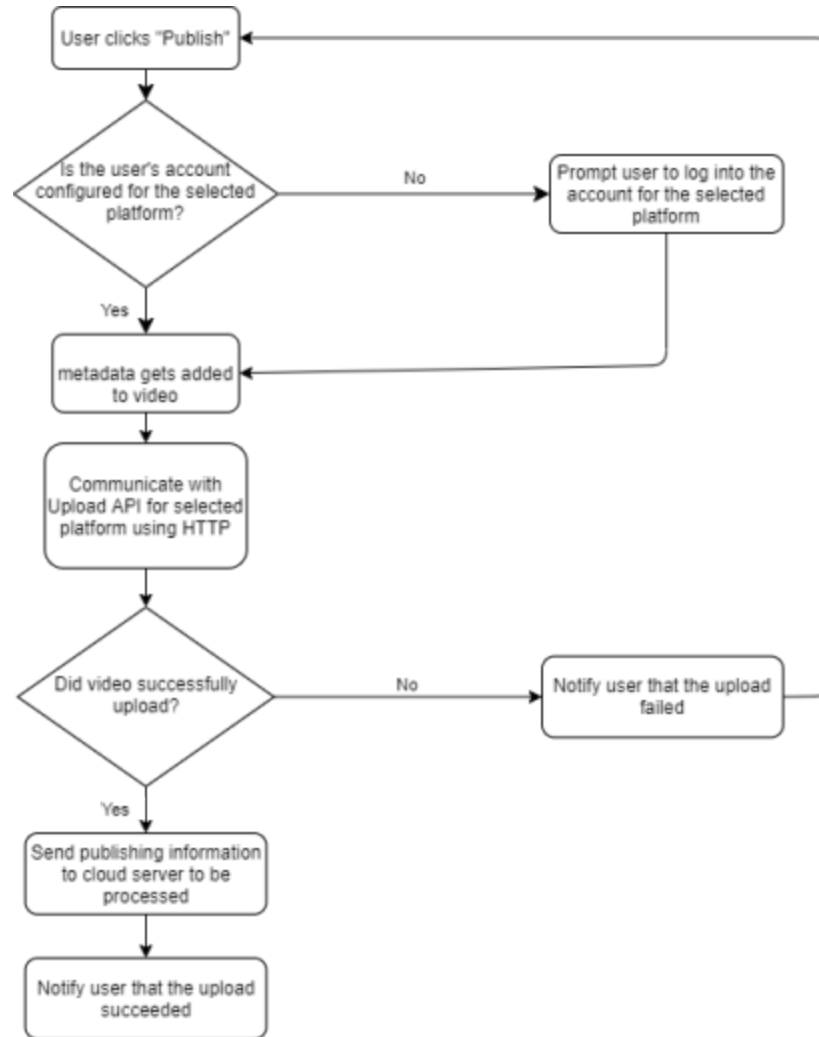 User clicks "Publish"
Is the user's account
configured for the selected
platform?
No
Prompt user to log into the
account for the selected
platform
Yes
metadata gets added
to video
Communicate with
Upload API for selected
platform using HTTP
Did video successfully
upload?
No
Notify user that the upload
failed
Yes
Send publishing information
to cloud server to be
processed
Notify user that the upload
succeeded